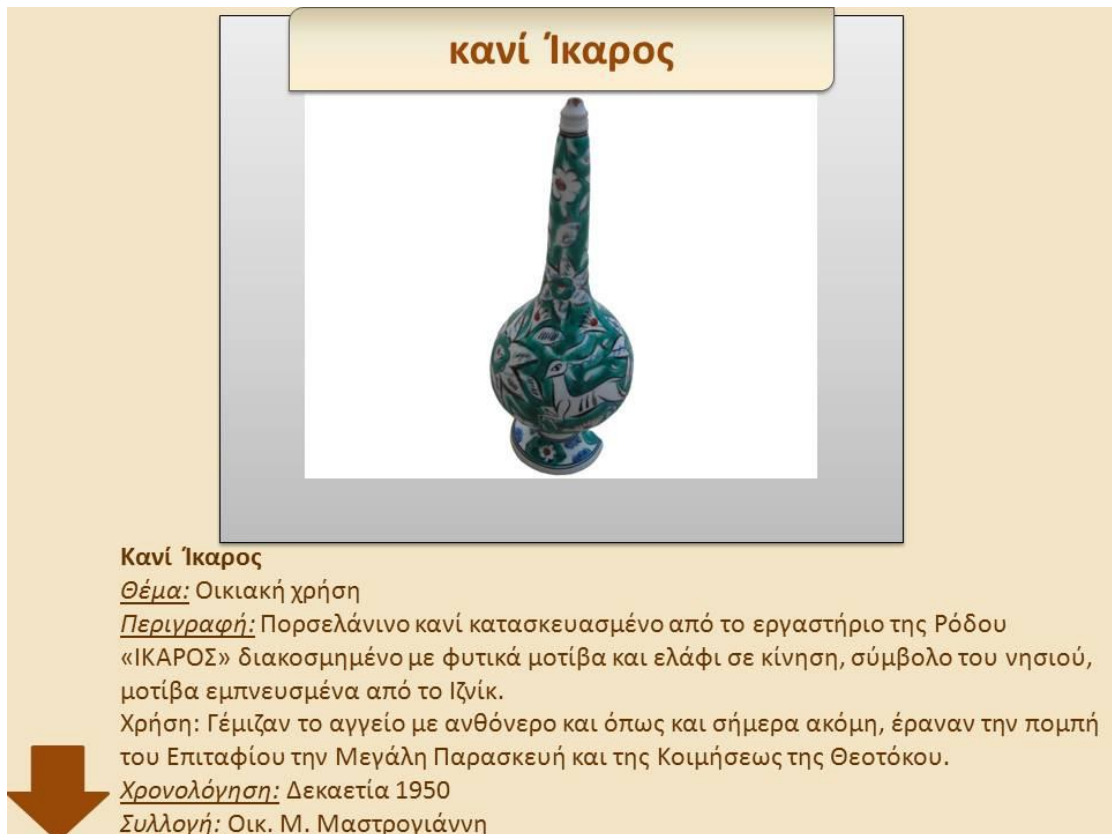 κανί Ίκαρος
Κανί Ίκαρος
Θέμα: Οικιακή χρήση
Περιγραφή: Πορσελάνινο κανί κατασκευασμένο από το εργαστήριο της Ρόδου
«ΙΚΑΡΟΣ» διακοσμημένο με φυτικά μοτίβα και ελάφι σε κίνηση, σύμβολο του νησιού,
μοτίβα εμπνευσμένα από το Ιζνίκ.
Χρήση: Γέμιζαν το αγγείο με ανθόνερο και όπως και σήμερα ακόμη, έραναν την πομπή
του Επιταφίου την Μεγάλη Παρασκευή και της Κοιμήσεως της Θεοτόκου.
Χρονολόγηση: Δεκαετία 1950
Συλλογή: Οικ. Μ. Μαστρογιάννη